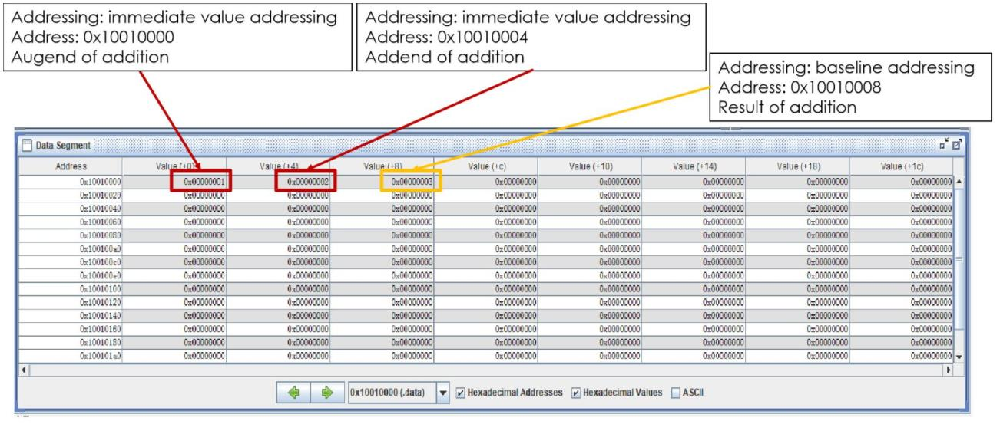 Addressing: immediate value addressing
Address: 0x10010000
Augend of addition
Addressing: immediate value addressing
Address: 0x10010004
Addend of addition
Addressing: baseline addressing
Address: 0x10010008
Result of addition
Data Segment
Address Value (+0) Value (+4) Value (+8) Value (+c) Value (+10) Value (+14) Value (+18) Value (+1c)
0x10010000 0x00000001 0x00000002 0x00000003 0x00000000 0x00000000 0x00000000 0x00000000 0x00000000
0x10010020 0x00000000 0x00000000 0x00000000 0x00000000 0x00000000 0x00000000 0x00000000 0x00000000
0x10010040 0x00000000 0x00000000 0x00000000 0x00000000 0x00000000 0x00000000 0x00000000 0x00000000
0x10010060 0x00000000 0x00000000 0x00000000 0x00000000 0x00000000 0x00000000 0x00000000 0x00000000
0x10010080 0x00000000 0x00000000 0x00000000 0x00000000 0x00000000 0x00000000 0x00000000 0x00000000
0x100100a0 0x00000000 0x00000000 0x00000000 0x00000000 0x00000000 0x00000000 0x00000000 0x00000000
0x100100c0 0x00000000 0x00000000 0x00000000 0x00000000 0x00000000 0x00000000 0x00000000 0x00000000
0x100100e0 0x00000000 0x00000000 0x00000000 0x00000000 0x00000000 0x00000000 0x00000000 0x00000000
0x10010100 0x00000000 0x00000000 0x00000000 0x00000000 0x00000000 0x00000000 0x00000000 0x00000000
0x10010120 0x00000000 0x00000000 0x00000000 0x00000000 0x00000000 0x00000000 0x00000000 0x00000000
0x10010140 0x00000000 0x00000000 0x00000000 0x00000000 0x00000000 0x00000000 0x00000000 0x00000000
0x10010160 0x00000000 0x00000000 0x00000000 0x00000000 0x00000000 0x00000000 0x00000000 0x00000000
0x10010180 0x00000000 0x00000000 0x00000000 0x00000000 0x00000000 0x00000000 0x00000000 0x00000000
0x100101a0 0x00000000 0x00000000 0x00000000 0x00000000 0x00000000 0x00000000 0x00000000 0x00000000
0x10010000 (.data) Hexadecimal Addresses Hexadecimal Values ASCII